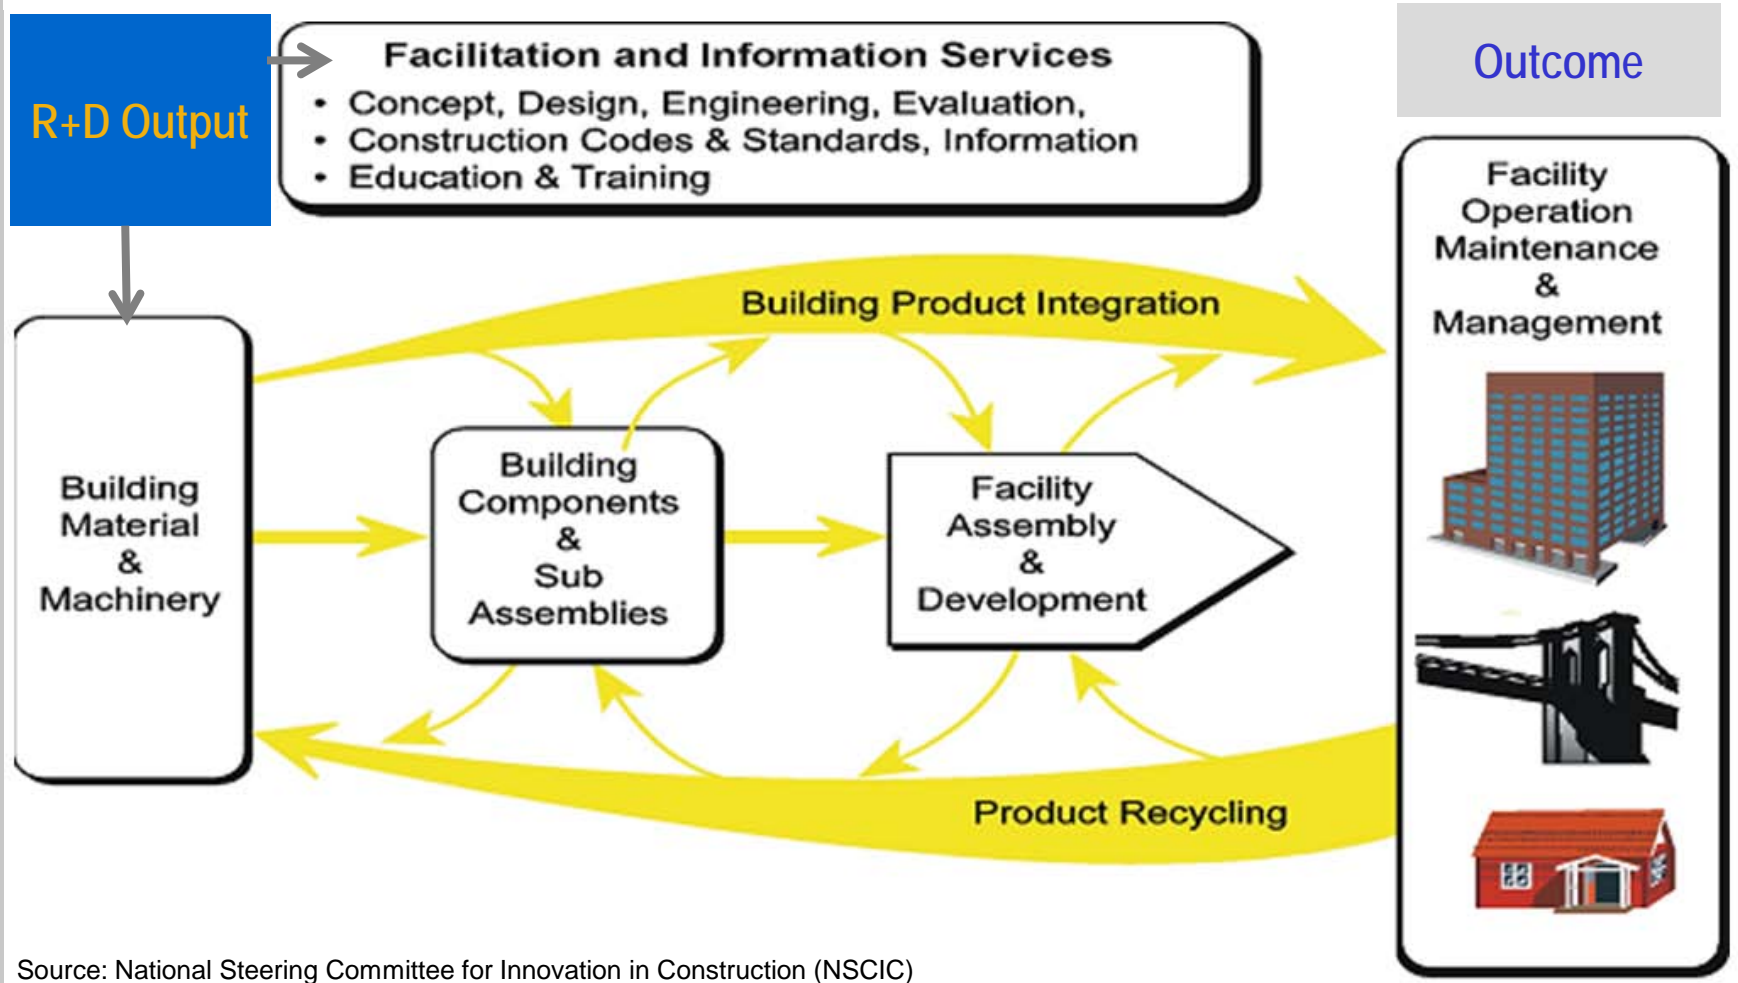 R+D Output
Facilitation and Information Services
• Concept, Design, Engineering, Evaluation,
• Construction Codes & Standards, Information
• Education & Training
Outcome
Facility
Operation
Maintenance
&
Management
Building Product Integration
Building
Material
&
Machinery
Building
Components
&
Sub
Assemblies
Facility
Assembly
&
Development
Product Recycling
Source: National Steering Committee for Innovation in Construction (NSCIC)